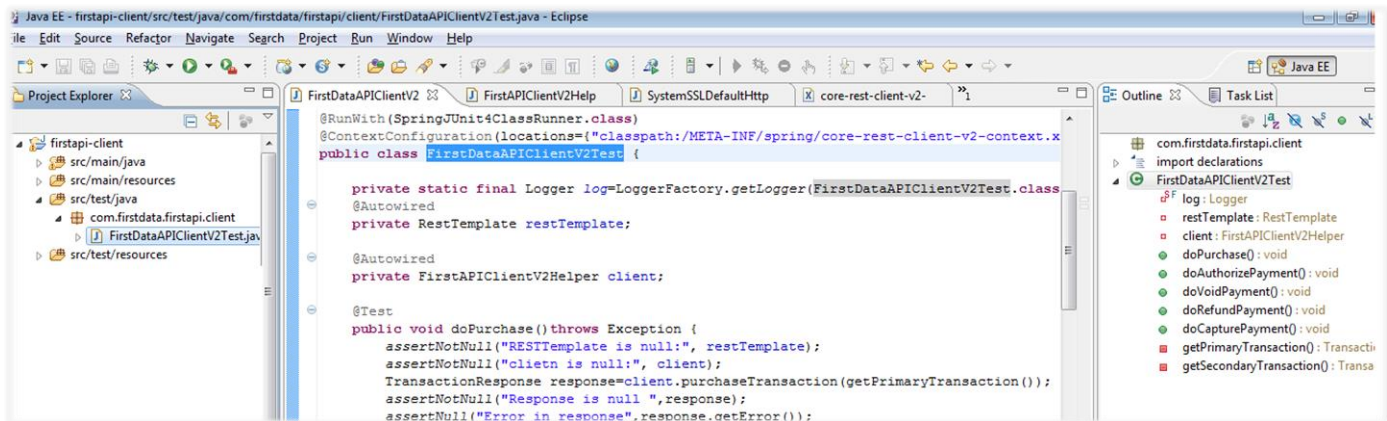 Java EE - firstapi-client/src/test/java/com/firstdata/firstapi/client/FirstDataAPIClientV2Test.java - Eclipse
ile Edit Source Refactor Navigate Search Project Run Window Help
Java EE
Project Explorer
firstapi-client
src/main/java
src/main/resources
src/test/java
com.firstdata.firstapi.client
FirstDataAPIClientV2Test.jav
src/test/resources
FirstDataAPIClientV2 FirstAPIClientV2Help SystemSSLDefaultHttp core-rest-client-v2- »1
@RunWith(SpringJUnit4ClassRunner.class)
@ContextConfiguration(locations={"classpath:/META-INF/spring/core-rest-client-v2-context.x
public class FirstDataAPIClientV2Test {
private static final Logger log=LoggerFactory.getLogger(FirstDataAPIClientV2Test.class
@Autowired
private RestTemplate restTemplate;
@Autowired
private FirstAPIClientV2Helper client;
@Test
public void doPurchase()throws Exception {
assertNotNull("RESTTemplate is null:", restTemplate);
assertNotNull("clietn is null:", client);
TransactionResponse response=client.purchaseTransaction(getPrimaryTransaction());
assertNotNull("Response is null ",response);
assertNull("Error in response",response.getError());
Outline Task List
com.firstdata.firstapi.client
import declarations
FirstDataAPIClientV2Test
log : Logger
restTemplate : RestTemplate
client : FirstAPIClientV2Helper
doPurchase() : void
doAuthorizePayment() : void
doVoidPayment() : void
doRefundPayment() : void
doCapturePayment() : void
getPrimaryTransaction() : Transacti
getSecondaryTransaction() : Transa